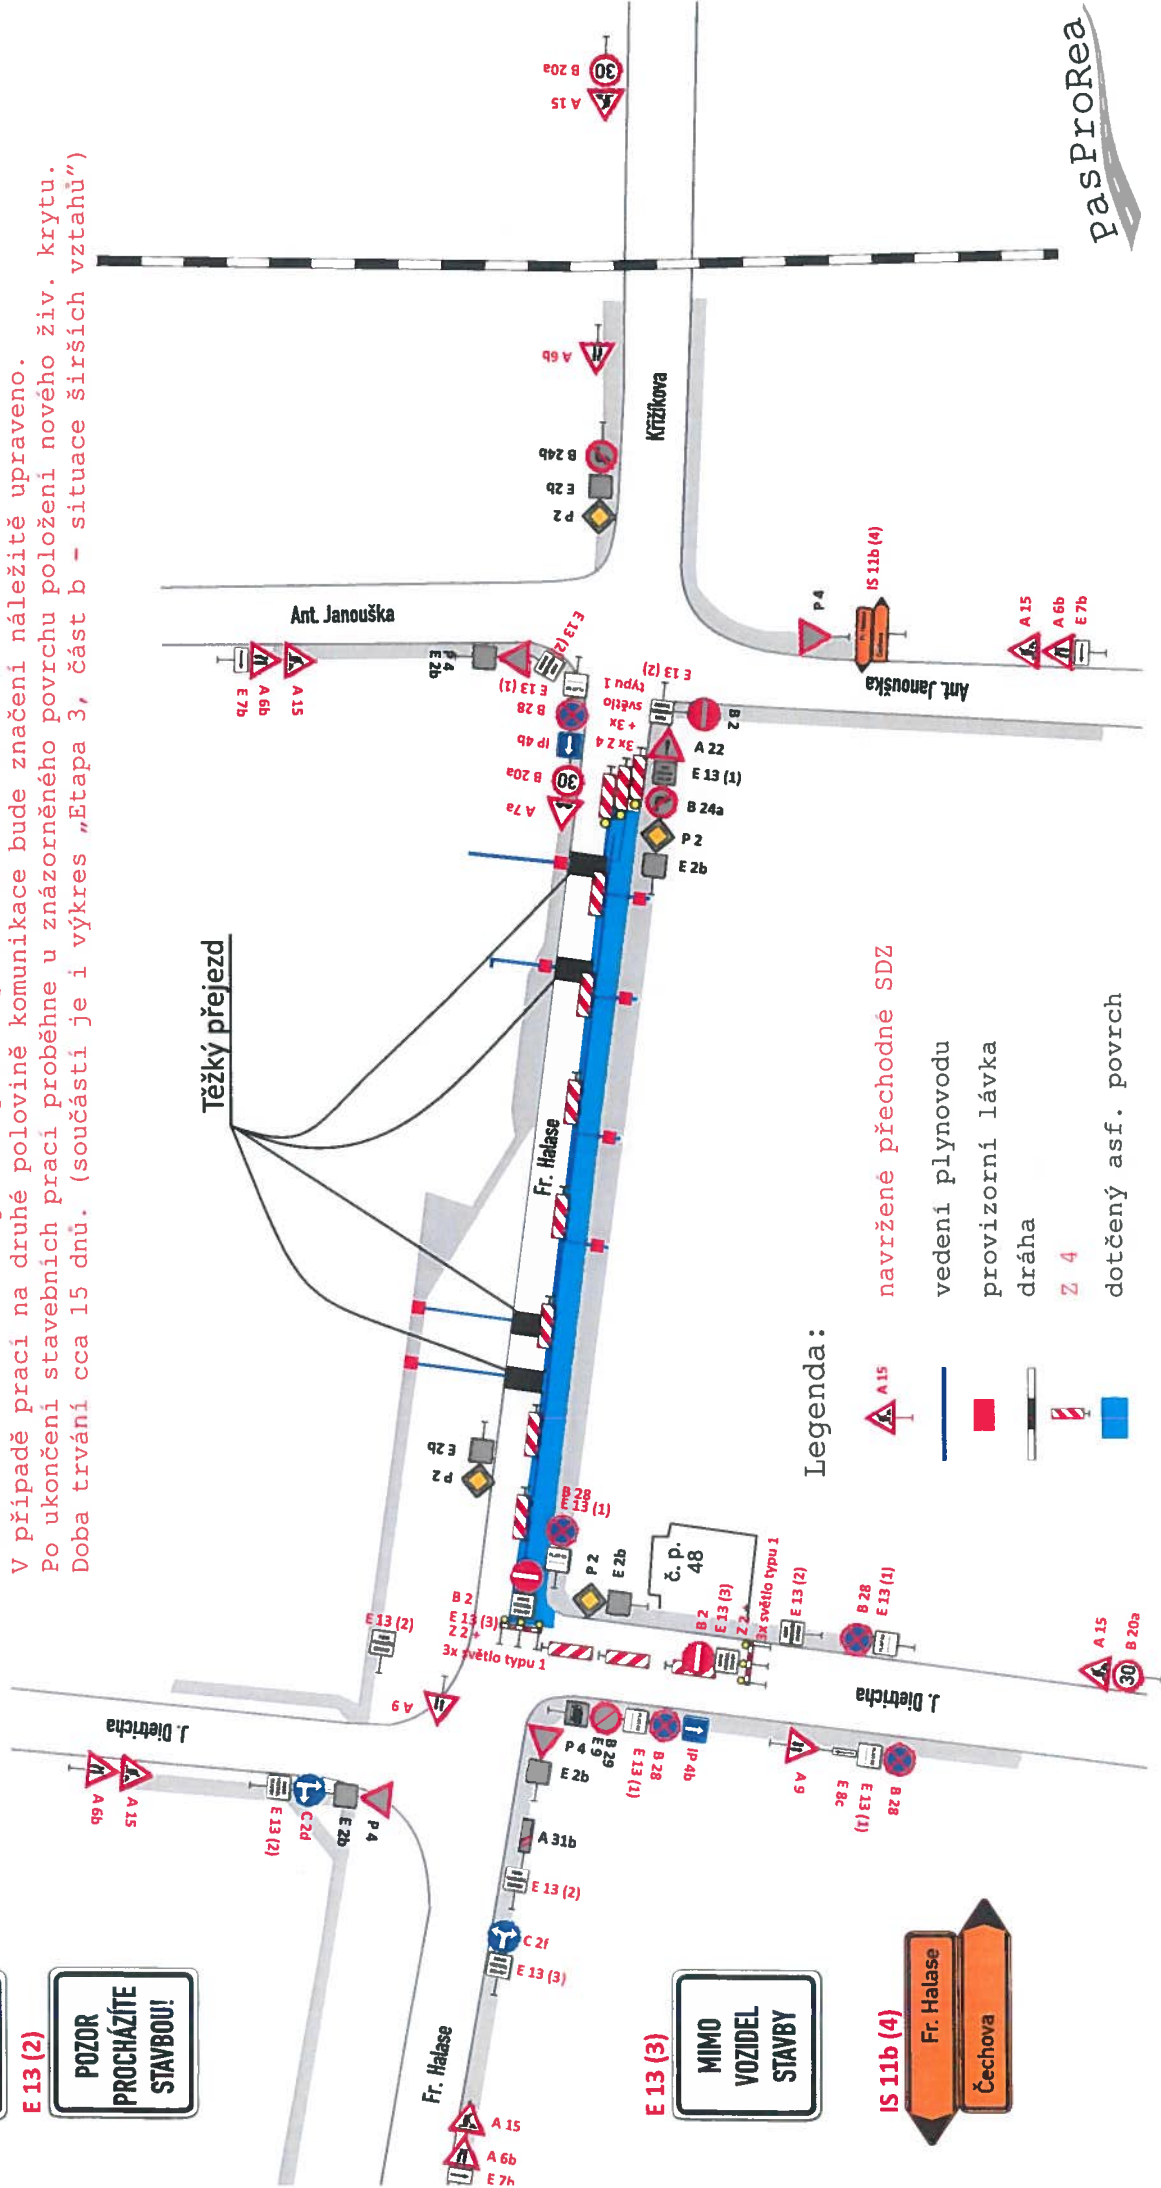 V případě prací na druhé polovině komunikace bude značení náležitě upraveno.
Po ukončení stavebních prací proběhne u znázorněného povrchu položení nového živ. krytu.
Doba trvání cca 15 dnů. (součástí je i výkres „Etapa 3, část b – situace širších vztahů")
E 13 (2)
POZOR
PROCHÁZÍTE
STAVBOU!
E 13 (3)
MIMO
VOZIDEL
STAVBY
IS 11b (4)
Fr. Halase
Čechova
Těžký přejezd
J. Dietricha
A 6b
A 15
E 13 (2)
C 2d
E 2b
P 4
A 9
E 13 (2)
Fr. Halase
E 7b
A 6b
A 15
E 13 (3)
C 2f
E 13 (2)
A 31b
E 2b
P 4
E 9
B 29
E 13 (1)
B 28
IP 4b
A 9
E 8c
E 13 (1)
B 28
J. Dietricha
B 2
E 13 (3)
Z 2 +
3x světlo typu 1
B 2
E 13 (3)
Z 2 +
3x světlo typu 1
E 13 (2)
B 28
E 13 (1)
A 15
B 20a
30
č. p.
48
P 2
E 2b
B 28
E 13 (1)
P 2
E 2b
Fr. Halase
A 7a
B 20a
30
IP 4b
B 28
E 13 (1)
E 13 (2)
P 4
E 2b
A 15
A 6b
E 7b
Ant. Janouška
3x Z 4
+ 3x
světlo
typu 1
E 13 (2)
B 2
A 22
E 13 (1)
B 24a
P 2
E 2b
P 2
E 2b
B 24b
A 6b
Křižíkova
A 15
B 20a
30
P 4
IS 11b (4)
Fr. Halase
Čechova
A 15
A 6b
E 7b
Ant. Janouška
Legenda:
A 15
navržené přechodné SDZ
vedení plynovodu
provizorní lávka
dráha
Z 4
dotčený asf. povrch
PasProRea